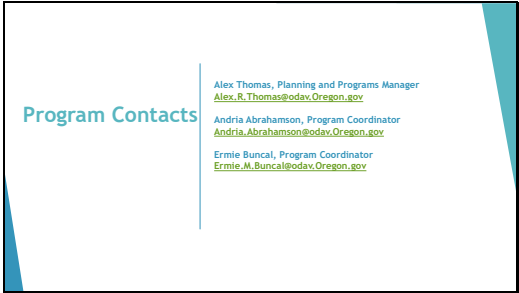 Program Contacts
Alex Thomas, Planning and Programs Manager
Alex.R.Thomas@odav.Oregon.gov
Andria Abrahamson, Program Coordinator
Andria.Abrahamson@odav.Oregon.gov
Ermie Buncal, Program Coordinator
Ermie.M.Buncal@odav.Oregon.gov